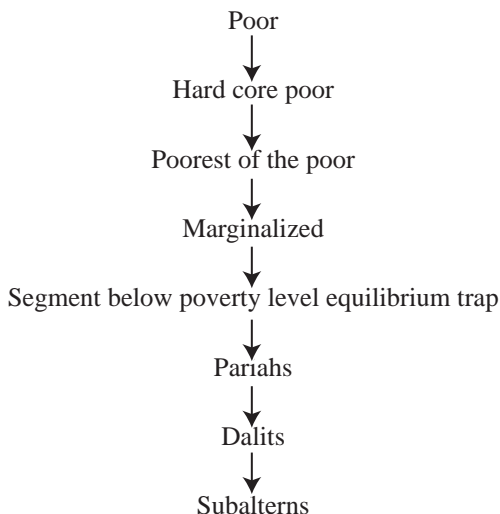 Poor
Hard core poor
Poorest of the poor
Marginalized
Segment below poverty level equilibrium trap
Pariahs
Dalits
Subalterns